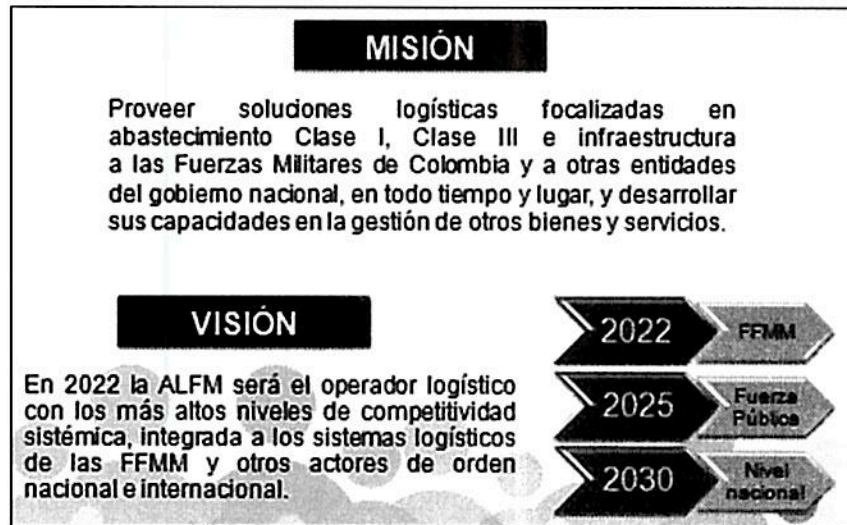 MISIÓN
Proveer soluciones logísticas focalizadas en
abastecimiento Clase I, Clase III e infraestructura
a las Fuerzas Militares de Colombia y a otras entidades
del gobierno nacional, en todo tiempo y lugar, y desarrollar
sus capacidades en la gestión de otros bienes y servicios.
VISIÓN
En 2022 la ALFM será el operador logístico
con los más altos niveles de competitividad
sistémica, integrada a los sistemas logísticos
de las FFMM y otros actores de orden
nacional e internacional.
2022 FFMM
2025 Fuerza
Pública
2030 Nivel
nacional